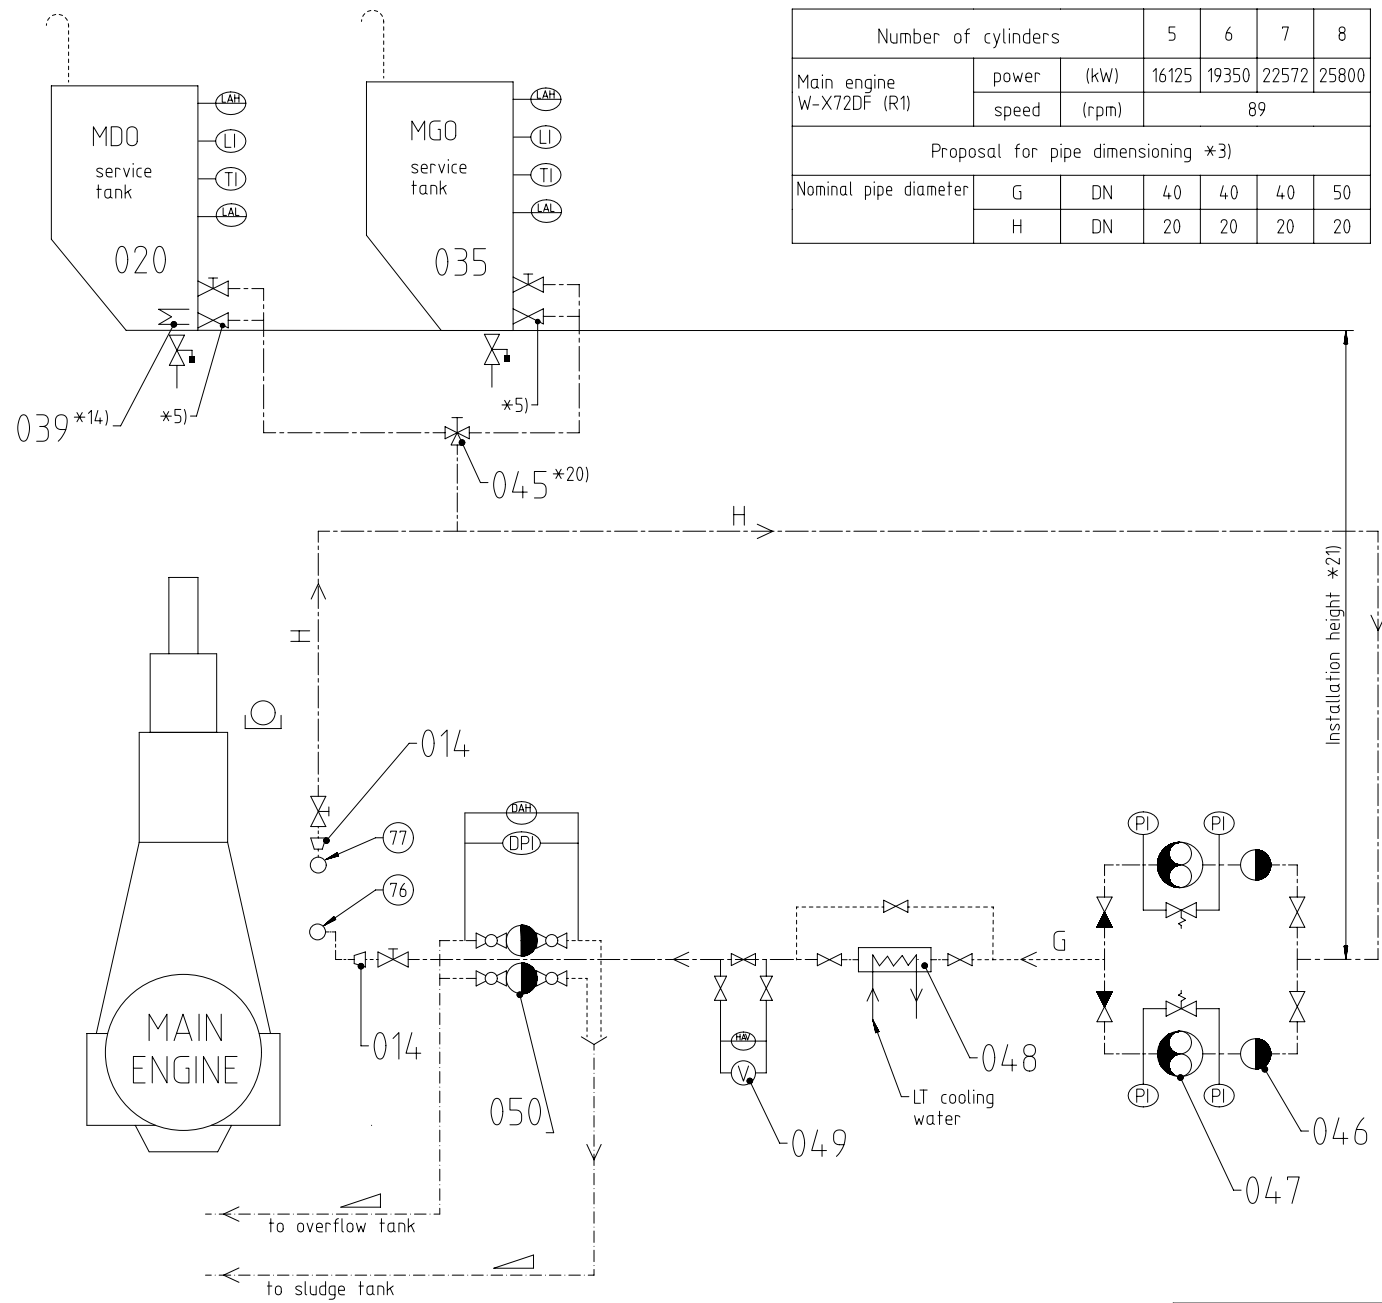 Number of cylinders 5 6 7 8
Main engine
W-X72DF (R1)
power (kW) 16125 19350 22572 25800
speed (rpm) 89
Proposal for pipe dimensioning *3)
Nominal pipe diameter G DN 40 40 40 50
H DN 20 20 20 20
MDO
service
tank
020
LAH
LI
TI
LAL
MGO
service
tank
035
LAH
LI
TI
LAL
039 *14)
*5)
*5)
045 *20)
H
H
Installation height *21)
014
77
76
DAH
DPI
014
050
MAIN
ENGINE
HAV
V
049
048
LT cooling
water
G
PI PI
PI PI
046
047
to overflow tank
to sludge tank